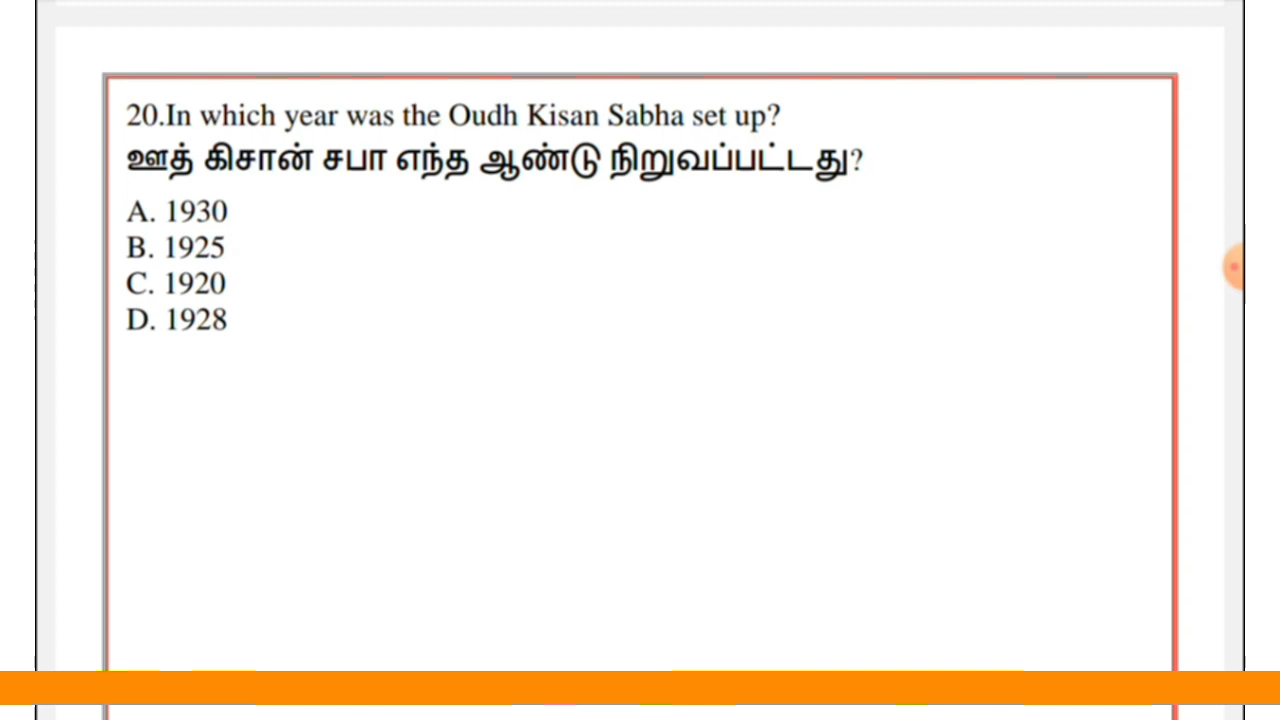 20.In which year was the Oudh Kisan Sabha set up?
ஊத் கிசான் சபா எந்த ஆண்டு நிறுவப்பட்டது?
A. 1930
B. 1925
C. 1920
D. 1928